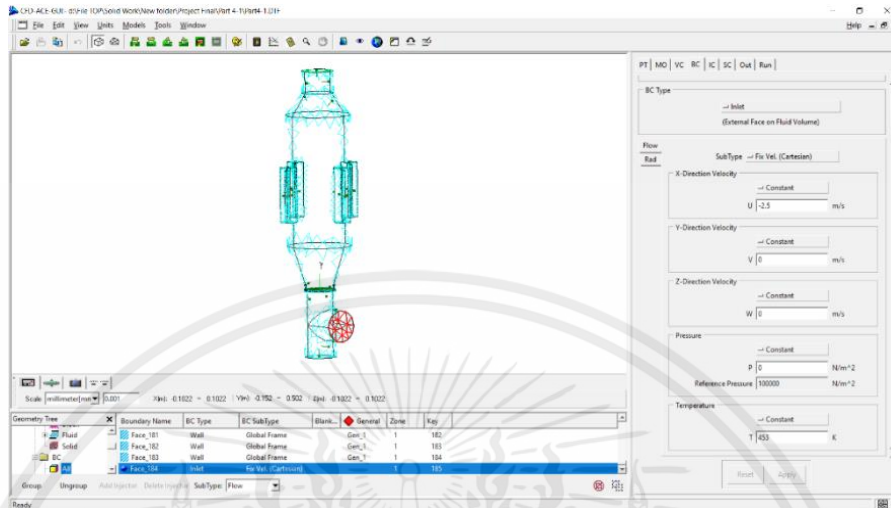 CFD-ACE-GUI - d:\File TOP\Solid Work\New folder\Project Final\Part 4-1\Part4-1.DTF
File Edit View Units Models Tools Window Help
PT MO VC BC IC SC Out Run
BC Type
Inlet
(External Face on Fluid Volume)
Flow
Rad
SubType Fix Vel. (Cartesian)
X-Direction Velocity
Constant
U -2.5 m/s
Y-Direction Velocity
Constant
V 0 m/s
Z-Direction Velocity
Constant
W 0 m/s
Pressure
Constant
P 0 N/m^2
Reference Pressure 100000 N/m^2
Temperature
Constant
T 453 K
Reset Apply
Y
Scale millimeter(mm 0.001 X(m): -0.1022 ~ 0.1022 Y(m): -0.152 ~ 0.502 Z(m): -0.1022 ~ 0.1022
Geometry Tree X Boundary Name BC Type BC SubType Blank... General Zone Key
Fluid Face_181 Wall Global Frame Gen_1 1 182
Solid Face_182 Wall Global Frame Gen_1 1 183
BC Face_183 Wall Global Frame Gen_1 1 184
All Face_184 Inlet Fix Vel. (Cartesian) 1 185
Group Ungroup Add Injector Delete Injector SubType: Flow
Ready